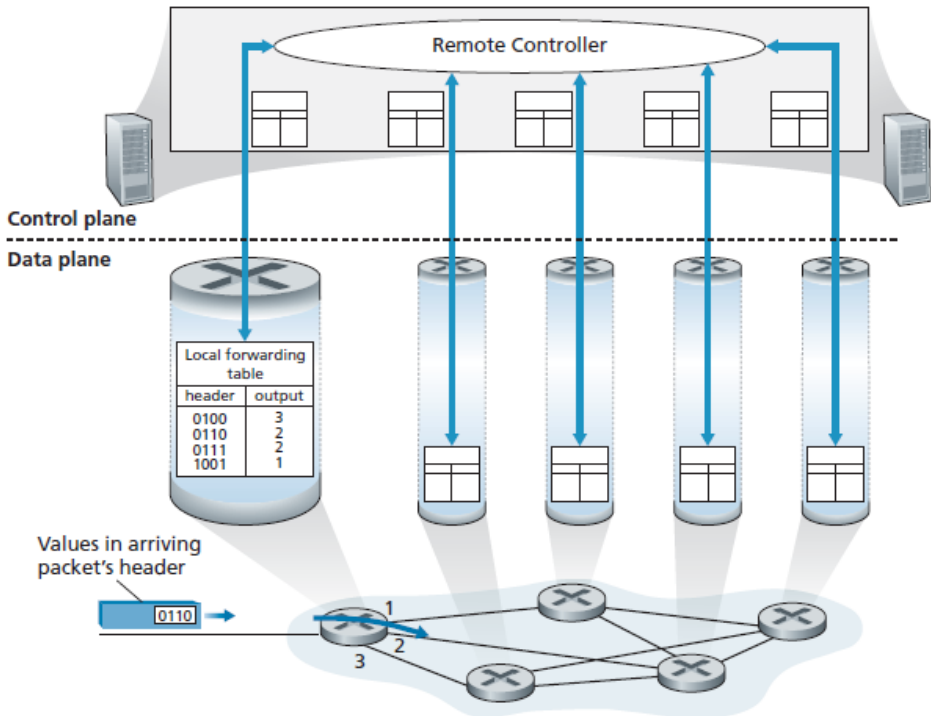 Remote Controller
Control plane
Data plane
Local forwarding
table
header output
0100 3
0110 2
0111 2
1001 1
Values in arriving
packet's header
0110
1
2
3